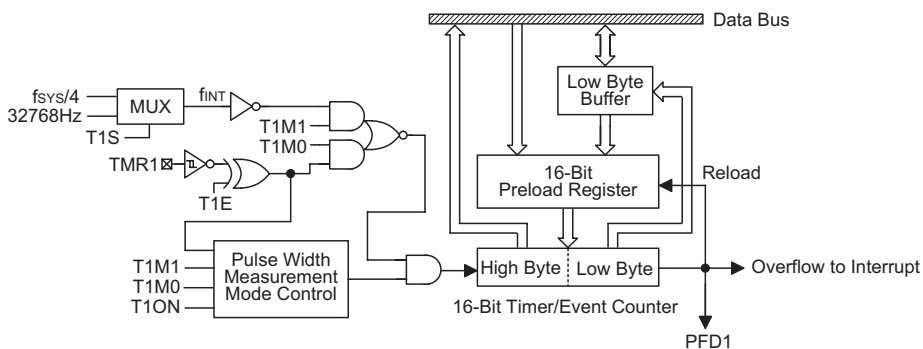 Data Bus
fSYS/4
32768Hz
MUX
T1S
fINT
T1M1
T1M0
TMR1
T1E
Low Byte
Buffer
16-Bit
Preload Register
Reload
T1M1
T1M0
T1ON
Pulse Width
Measurement
Mode Control
High Byte
Low Byte
Overflow to Interrupt
16-Bit Timer/Event Counter
PFD1